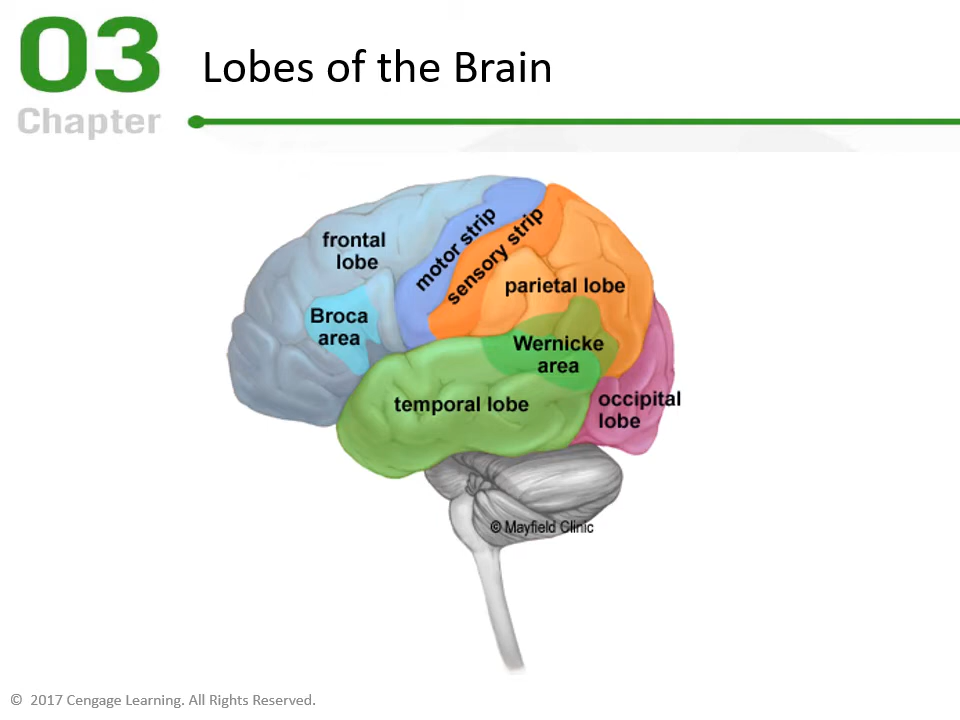 03
Chapter
Lobes of the Brain
frontal
lobe
motor strip
sensory strip
parietal lobe
Broca
area
Wernicke
area
temporal lobe
occipital
lobe
© Mayfield Clinic
© 2017 Cengage Learning. All Rights Reserved.